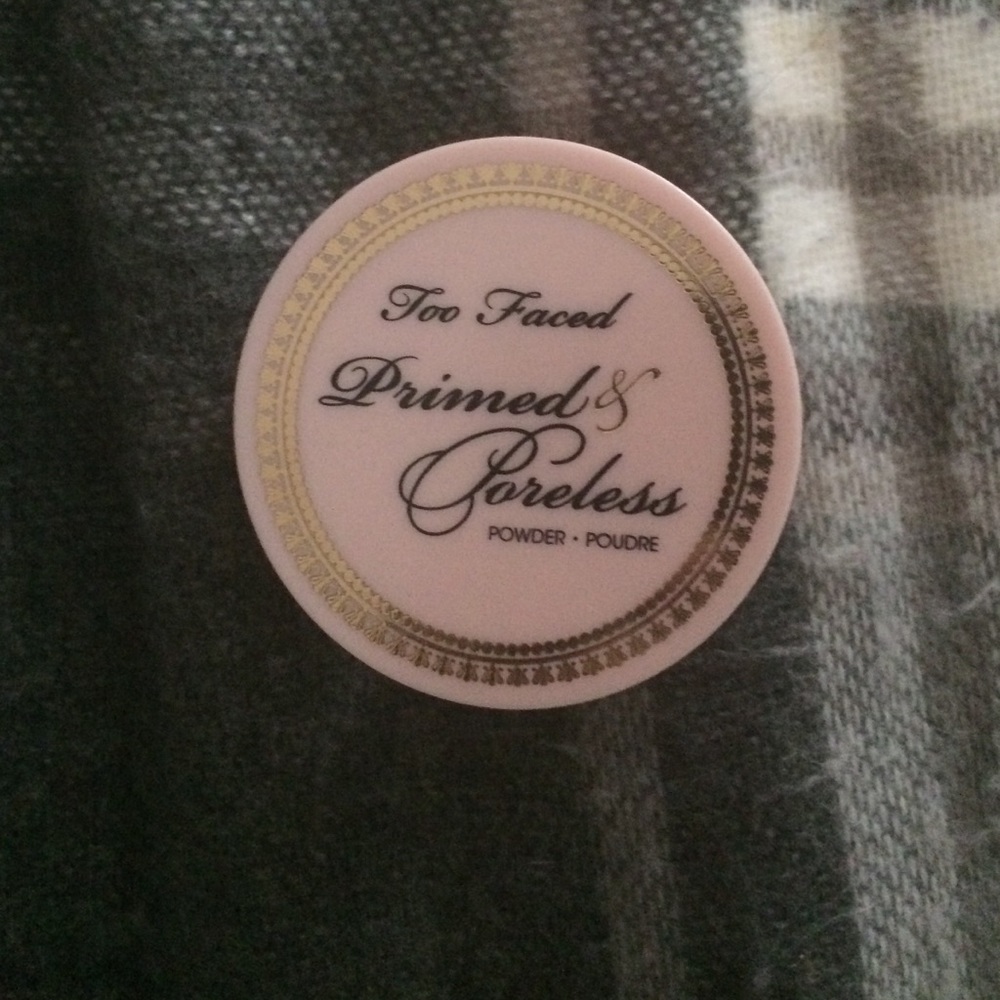 Too Faced
Primed &
Poreless
POWDER • POUDRE